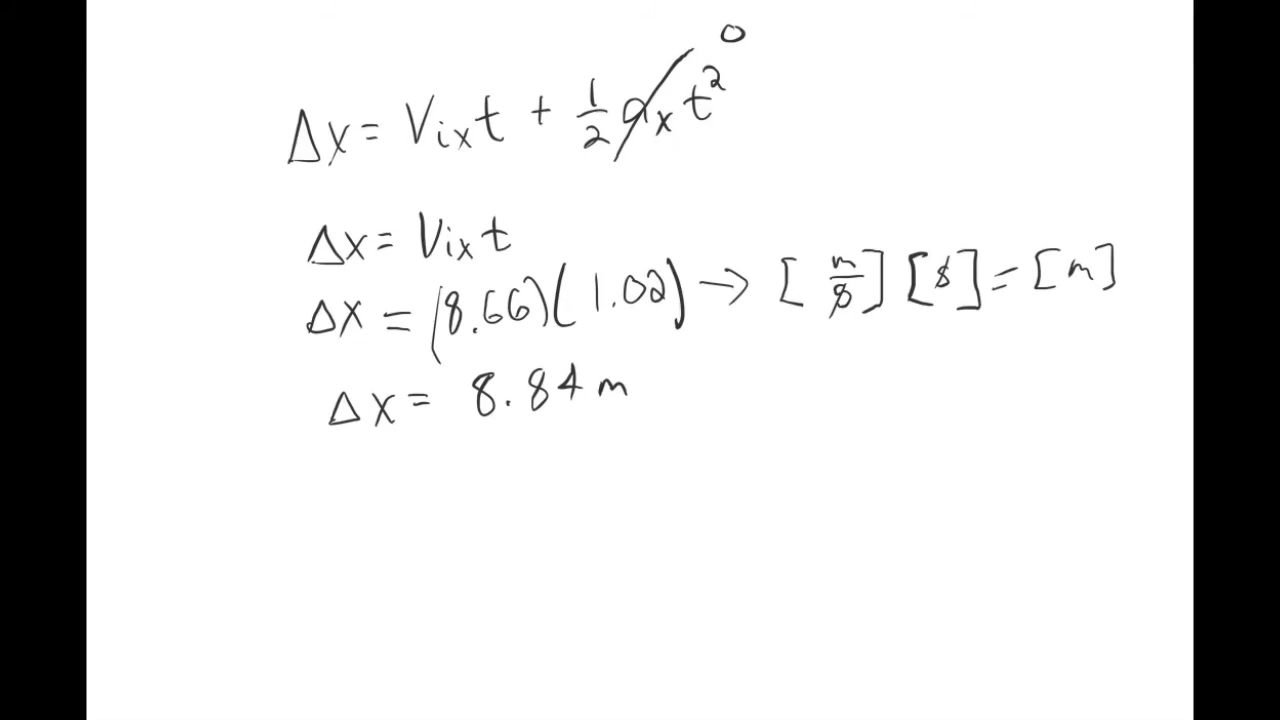 0
Δx = Vixt + 1/2 axt²
Δx = Vixt
Δx = (8.66)(1.02) → [m/s][s] = [m]
Δx = 8.84 m